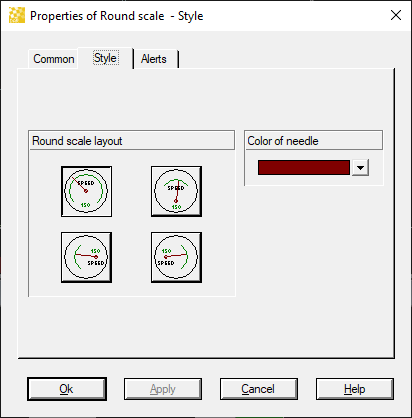 Properties of Round scale - Style
Common Style Alerts
Round scale layout Color of needle
SPEED
150
SPEED
150
150
SPEED
150
SPEED
Ok Apply Cancel Help